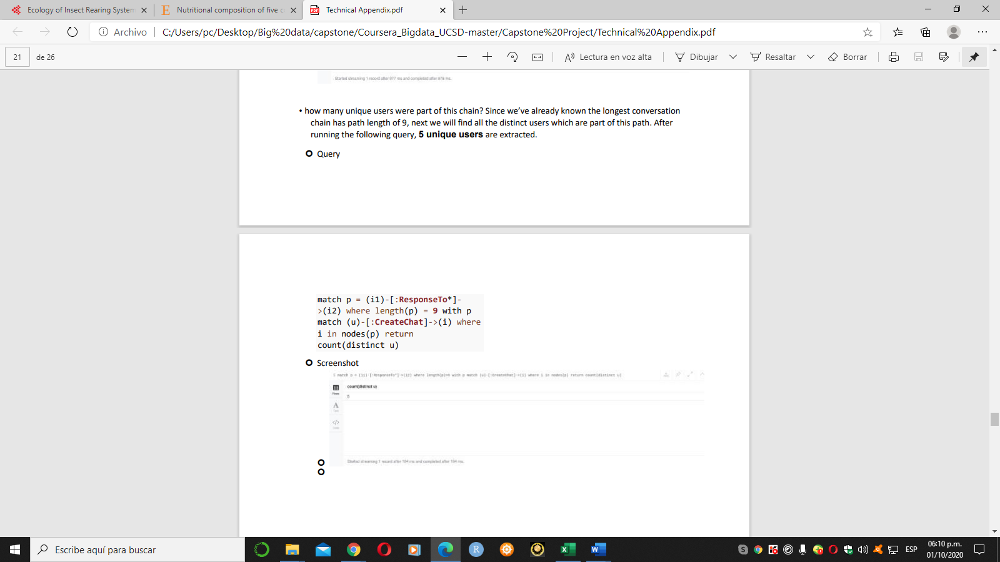 Ecology of Insect Rearing System
Nutritional composition of five c
Technical Appendix.pdf
Archivo
C:/Users/pc/Desktop/Big%20data/capstone/Coursera_Bigdata_UCSD-master/Capstone%20Project/Technical%20Appendix.pdf
21 de 26
Lectura en voz alta
Dibujar
Resaltar
Borrar
Started streaming 1 record after 977 ms and completed after 978 ms.
• how many unique users were part of this chain? Since we’ve already known the longest conversation
chain has path length of 9, next we will find all the distinct users which are part of this path. After
running the following query, 5 unique users are extracted.
Query
match p = (i1)-[:ResponseTo*]-
>(i2) where length(p) = 9 with p
match (u)-[:CreateChat]->(i) where
i in nodes(p) return
count(distinct u)
Screenshot
$ match p = (i1)-[:ResponseTo*]->(i2) where length(p)=9 with p match (u)-[:CreateChat]->(i) where i in nodes(p) return count(distinct u)
Rows
count(distinct u)
5
A
Text
</>
Code
Started streaming 1 record after 194 ms and completed after 194 ms.
Escribe aquí para buscar
ESP
06:10 p.m.
01/10/2020